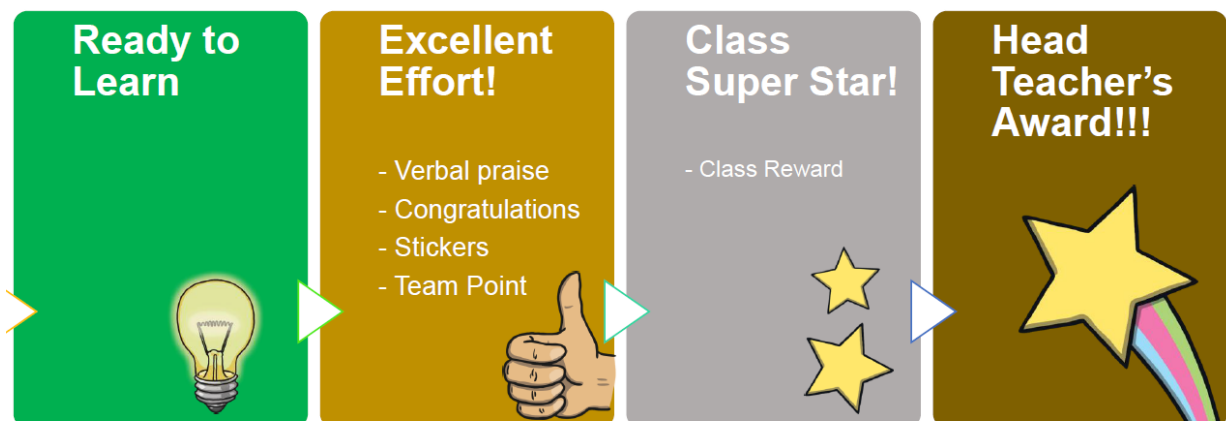 Ready to
Learn
Excellent
Effort!
- Verbal praise
- Congratulations
- Stickers
- Team Point
Class
Super Star!
- Class Reward
Head
Teacher’s
Award!!!